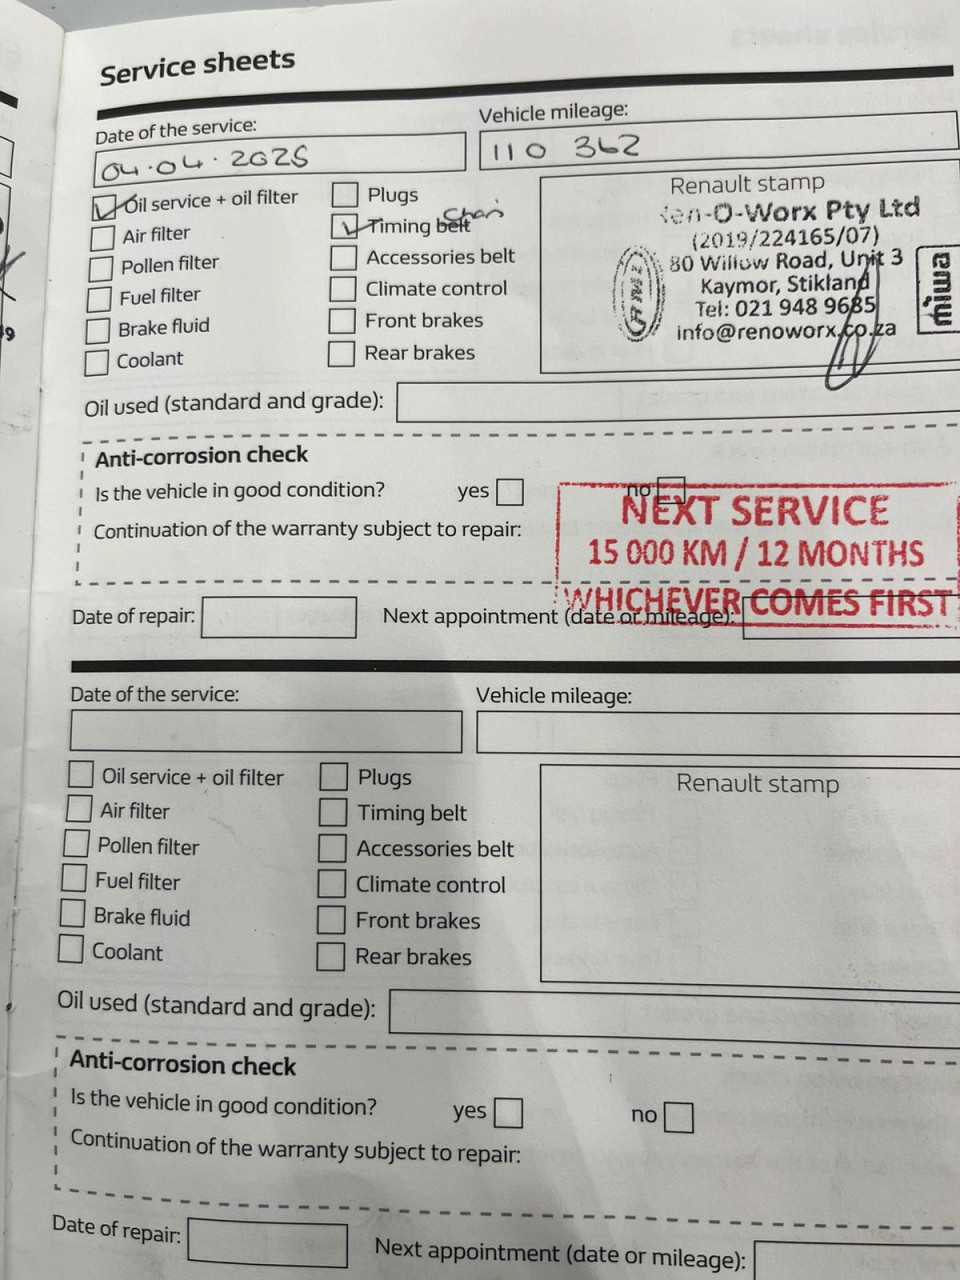 Service sheets
Date of the service:
Vehicle mileage:
04.04.2025
110 362
Oil service + oil filter
Air filter
Pollen filter
Fuel filter
Brake fluid
Coolant
Plugs
Timing belt Chain
Accessories belt
Climate control
Front brakes
Rear brakes
Renault stamp
Ren-O-Worx Pty Ltd
(2019/224165/07)
80 Willow Road, Unit 3
Kaymor, Stikland
Tel: 021 948 9685
info@renoworx.co.za
Oil used (standard and grade):
Anti-corrosion check
Is the vehicle in good condition?
yes
no
Continuation of the warranty subject to repair:
NEXT SERVICE
15 000 KM / 12 MONTHS
WHICHEVER COMES FIRST
Date of repair:
Next appointment (date or mileage):
Date of the service:
Vehicle mileage:
Oil service + oil filter
Air filter
Pollen filter
Fuel filter
Brake fluid
Coolant
Plugs
Timing belt
Accessories belt
Climate control
Front brakes
Rear brakes
Renault stamp
Oil used (standard and grade):
Anti-corrosion check
Is the vehicle in good condition?
yes
no
Continuation of the warranty subject to repair:
Date of repair:
Next appointment (date or mileage):